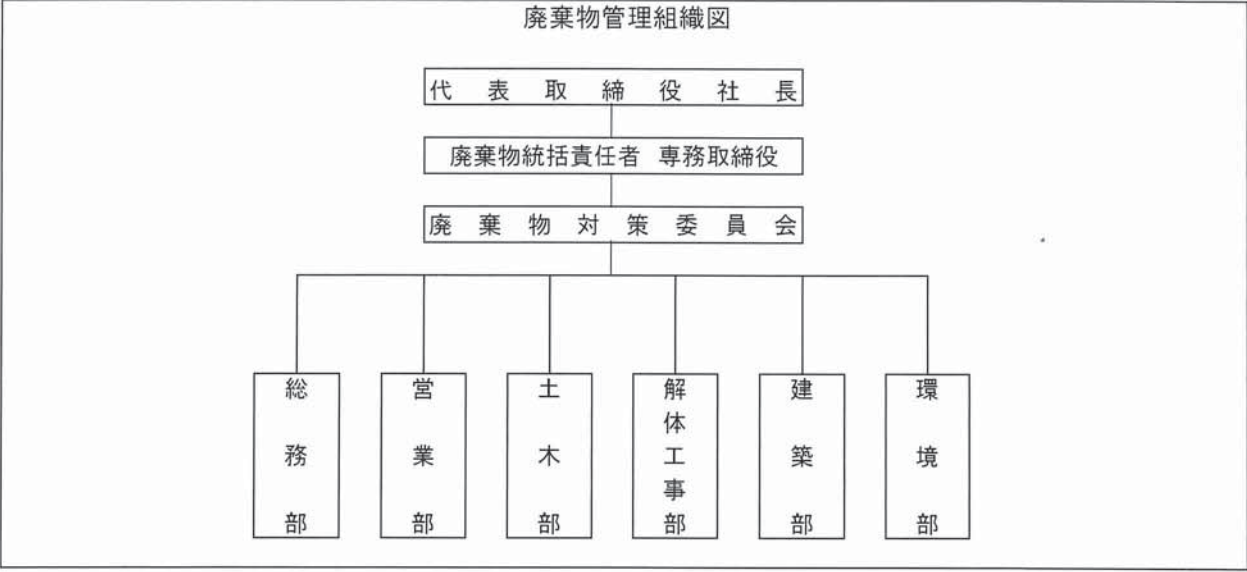 廃棄物管理組織図
代表取締役社長
廃棄物統括責任者 専務取締役
廃棄物対策委員会
総務部
営業部
土木部
解体工事部
建築部
環境部